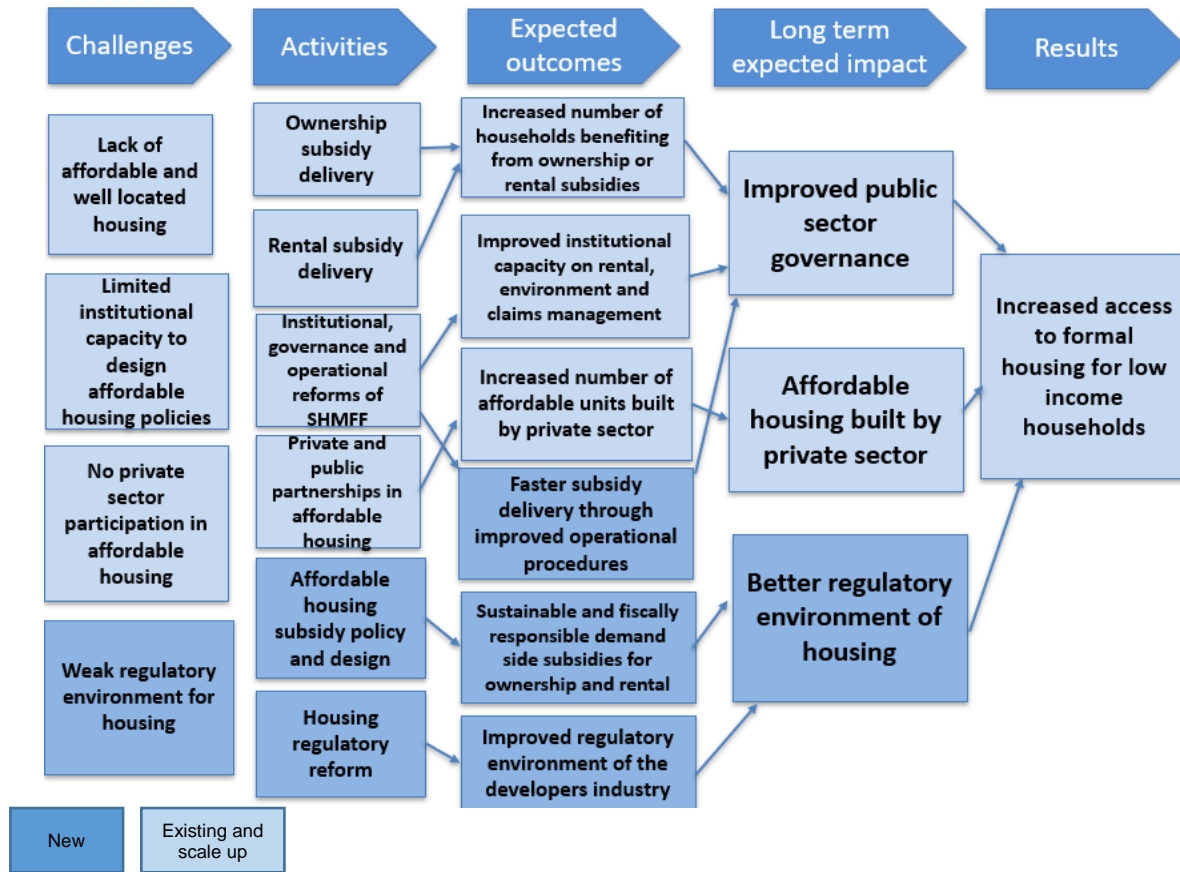 Challenges
Activities
Expected
outcomes
Long term
expected impact
Results
Lack of
affordable and
well located
housing
Limited
institutional
capacity to
design
affordable
housing policies
No private
sector
participation in
affordable
housing
Weak regulatory
environment for
housing
Ownership
subsidy
delivery
Rental subsidy
delivery
Institutional,
governance and
operational
reforms of
SHMFF
Private and
public
partnerships in
affordable
housing
Affordable
housing
subsidy policy
and design
Housing
regulatory
reform
Increased number of
households benefiting
from ownership or
rental subsidies
Improved institutional
capacity on rental,
environment and
claims management
Increased number of
affordable units built
by private sector
Faster subsidy
delivery through
improved operational
procedures
Sustainable and fiscally
responsible demand
side subsidies for
ownership and rental
Improved regulatory
environment of the
developers industry
Improved public
sector
governance
Affordable
housing built by
private sector
Better regulatory
environment of
housing
Increased access
to formal
housing for low
income
households
New
Existing and
scale up